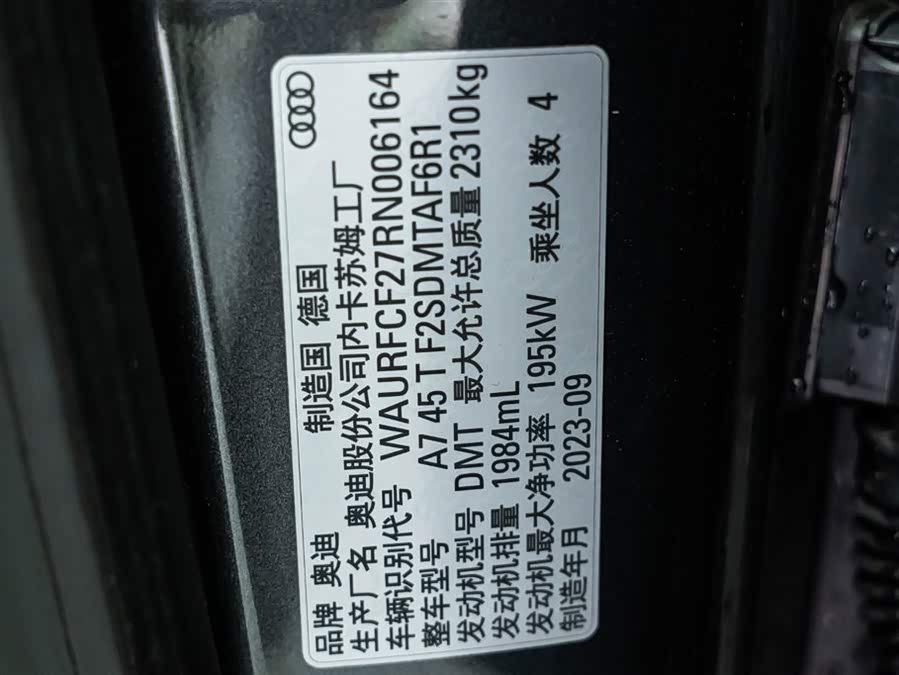 品牌 奥迪 制造国 德国
生产厂名 奥迪股份公司内卡苏姆工厂
车辆识别代号 WAURFCF27RN006164
整车型号 A7 45 T F2SDMTAF6R1
发动机型号 DMT 最大允许总质量 2310kg
发动机排量 1984mL
发动机最大净功率 195kW 乘坐人数 4
制造年月 2023-09